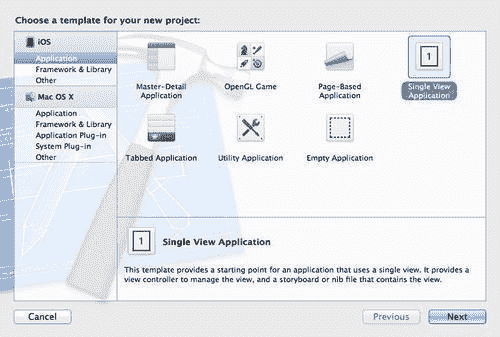 Choose a template for your new project:
iOS
Application
Framework & Library
Other
Mac OS X
Application
Framework & Library
Application Plug-in
System Plug-in
Other
Master-Detail
Application
OpenGL Game
Page-Based
Application
1
Single View
Application
Tabbed Application
Utility Application
Empty Application
1
Single View Application
This template provides a starting point for an application that uses a single view. It provides a
view controller to manage the view, and a storyboard or nib file that contains the view.
Cancel
Previous
Next